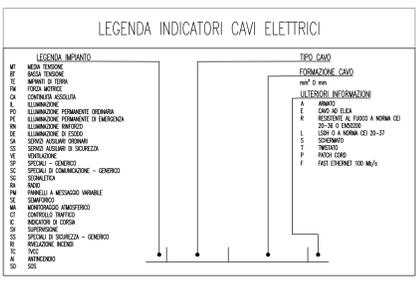 LEGENDA INDICATORI CAVI ELETTRICI
LEGENDA IMPIANTO
MT MEDIA TENSIONE
BT BASSA TENSIONE
TE IMPIANTI DI TERRA
FM FORZA MOTRICE
CA CONTINUITÀ ASSOLUTA
IL ILLUMINAZIONE
PO ILLUMINAZIONE PERMANENTE ORDINARIA
PE ILLUMINAZIONE PERMANENTE DI EMERGENZA
RN ILLUMINAZIONE RINFORZO
DE ILLUMINAZIONE DI ESODO
SA SERVIZI AUSILIARI ORDINARI
SS SERVIZI AUSILIARI DI SICUREZZA
VE VENTILAZIONE
SP SPECIALI - GENERICO
SC SPECIALI DI COMUNICAZIONE - GENERICO
SG SEGNALETICA
RA RADIO
PM PANNELLI A MESSAGGIO VARIABILE
SE SEMAFORICO
MA MONITORAGGIO ATMOSFERICO
CT CONTROLLO TRAFFICO
IC INDICATORI DI CORSIA
SV SUPERVISIONE
SS SPECIALI DI SICUREZZA - GENERICO
RI RIVELAZIONE INCENDI
TC TVCC
AI ANTINCENDIO
SO SOS
TIPO CAVO
FORMAZIONE CAVO
mm² O mm
ULTERIORI INFORMAZIONI
A ARMATO
E CAVO AD ELICA
R RESISTENTE AL FUOCO A NORMA CEI
20-36 O EN50200
L LSOH O A NORMA CEI 20-37
S SCHERMATO
T TWISTATO
P PATCH CORD
F FAST ETHERNET 100 Mb/s